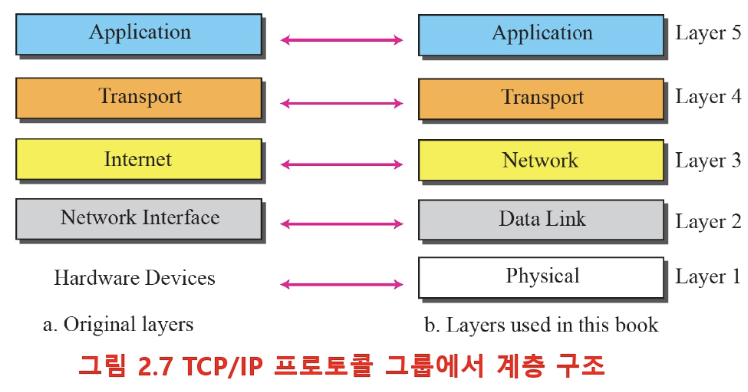 Application Application Layer 5
Transport Transport Layer 4
Internet Network Layer 3
Network Interface Data Link Layer 2
Hardware Devices Physical Layer 1
a. Original layers b. Layers used in this book
그림 2.7 TCP/IP 프로토콜 그룹에서 계층 구조